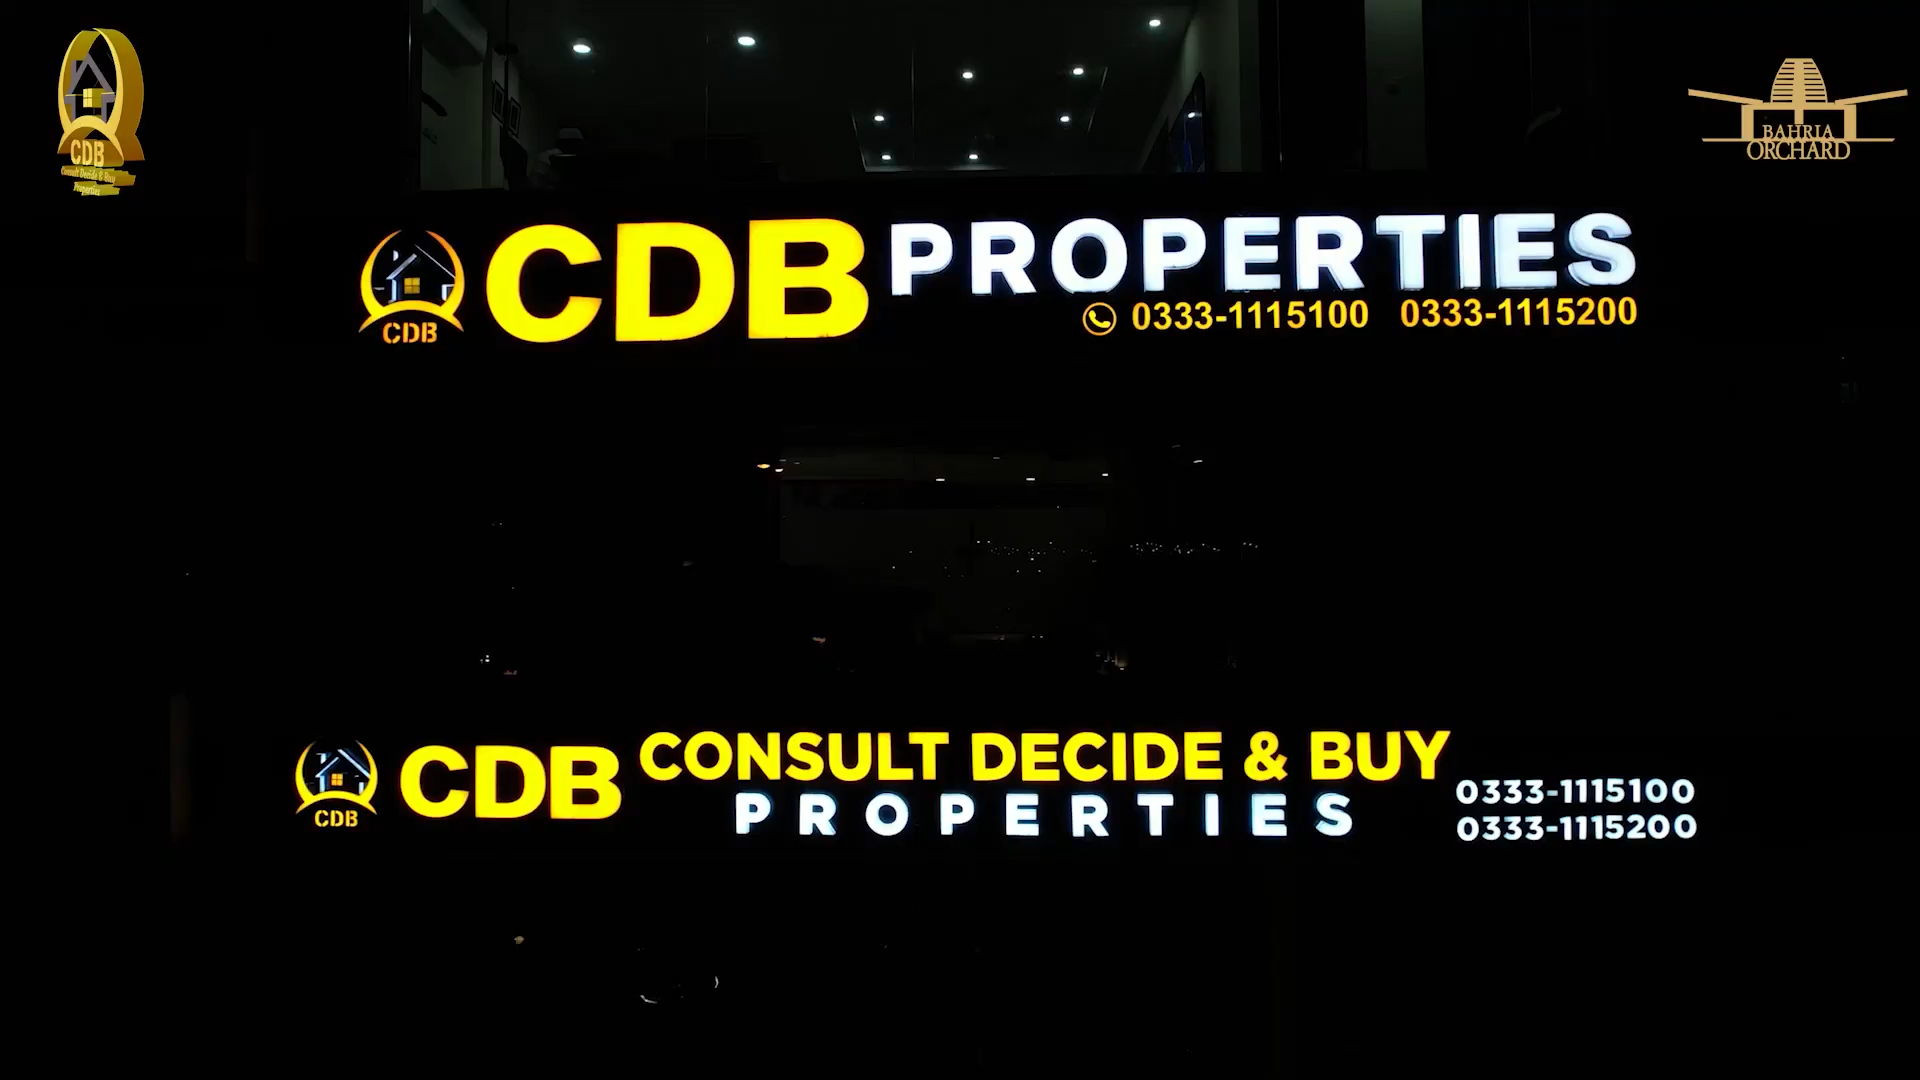 CDB
Consult Decide & Buy
Properties
BAHRIA
ORCHARD
CDB
CDB PROPERTIES
0333-1115100 0333-1115200
CDB
CDB CONSULT DECIDE & BUY
PROPERTIES
0333-1115100
0333-1115200